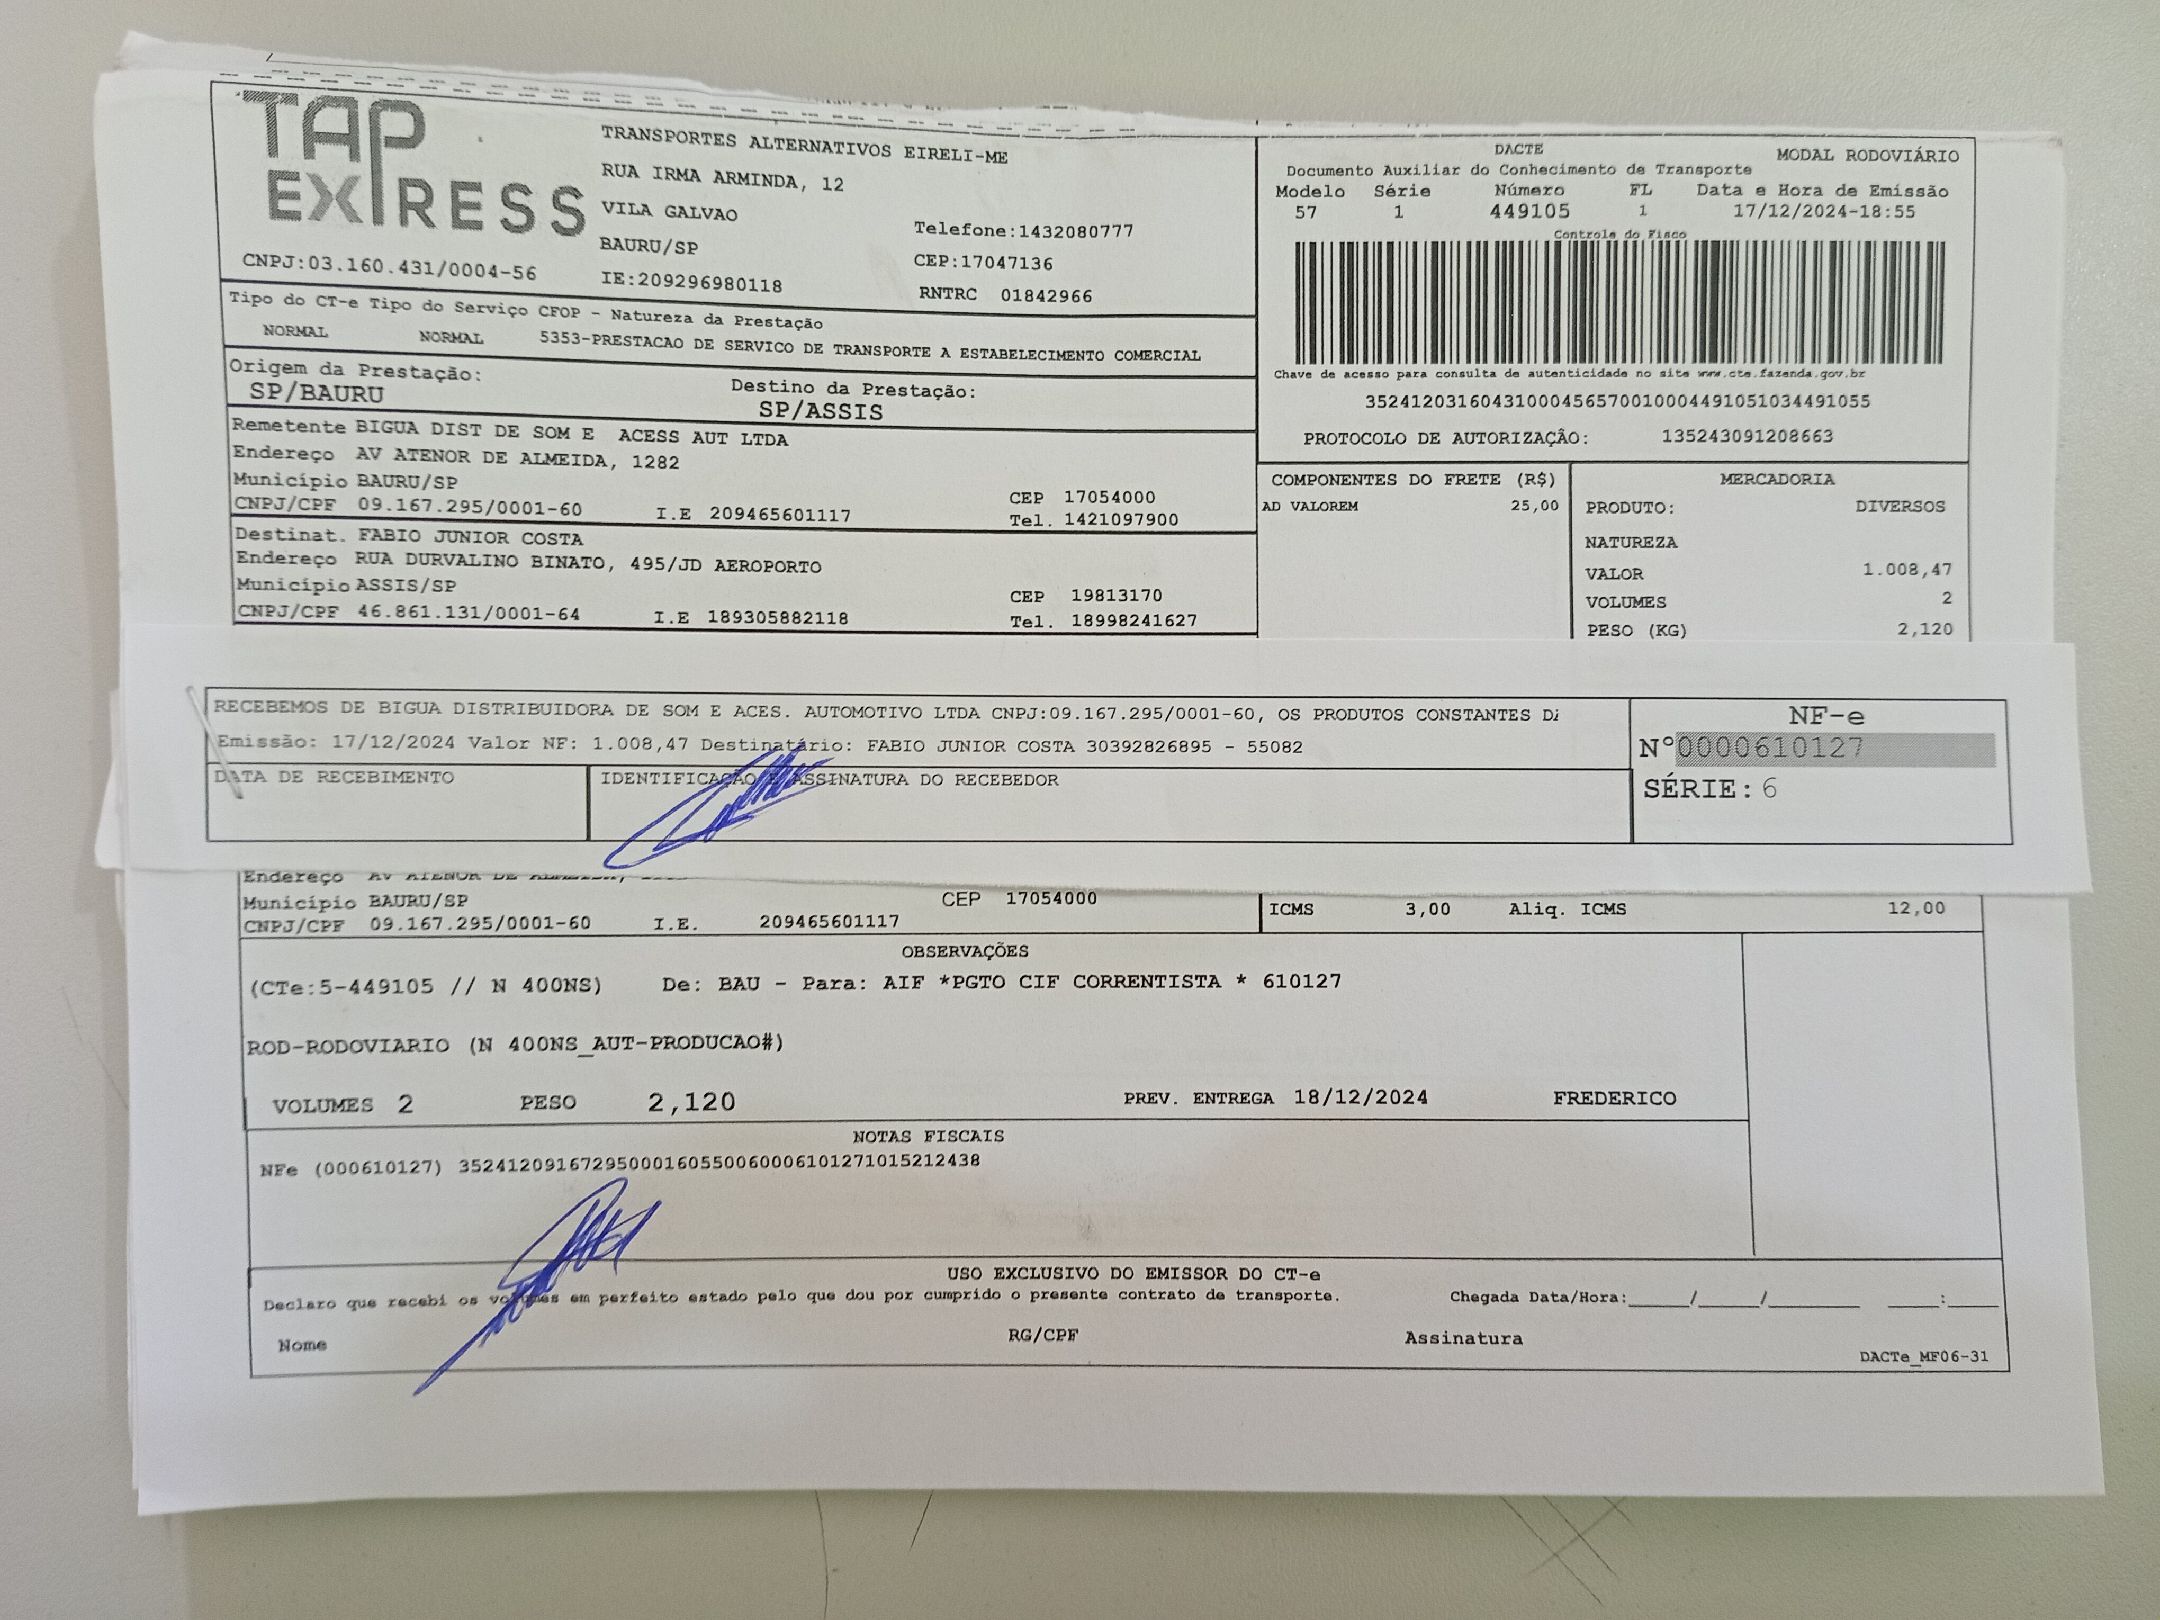 TAP
EXPRESS
CNPJ:03.160.431/0004-56
TRANSPORTES ALTERNATIVOS EIRELI-ME
RUA IRMA ARMINDA, 12
VILA GALVAO
BAURU/SP
IE:209296980118
Telefone:1432080777
CEP:17047136
RNTRC 01842966
DACTE
MODAL RODOVIÁRIO
Documento Auxiliar do Conhecimento de Transporte
Modelo Série Número FL Data e Hora de Emissão
57 1 449105 1 17/12/2024-18:55
Controle do Fisco
Chave de acesso para consulta de autenticidade no site www.cte.fazenda.gov.br
35241203160431000456570010004491051034491055
PROTOCOLO DE AUTORIZAÇÃO: 135243091208663
Tipo do CT-e Tipo do Serviço CFOP - Natureza da Prestação
NORMAL NORMAL 5353-PRESTACAO DE SERVICO DE TRANSPORTE A ESTABELECIMENTO COMERCIAL
Origem da Prestação: Destino da Prestação:
SP/BAURU SP/ASSIS
Remetente BIGUA DIST DE SOM E ACESS AUT LTDA
Endereço AV ATENOR DE ALMEIDA, 1282
Município BAURU/SP CEP 17054000
CNPJ/CPF 09.167.295/0001-60 I.E 209465601117 Tel. 1421097900
Destinat. FABIO JUNIOR COSTA
Endereço RUA DURVALINO BINATO, 495/JD AEROPORTO
Município ASSIS/SP CEP 19813170
CNPJ/CPF 46.861.131/0001-64 I.E 189305882118 Tel. 18998241627
COMPONENTES DO FRETE (R$)
AD VALOREM 25,00
MERCADORIA
PRODUTO: DIVERSOS
NATUREZA
VALOR 1.008,47
VOLUMES 2
PESO (KG) 2,120
RECEBEMOS DE BIGUA DISTRIBUIDORA DE SOM E ACES. AUTOMOTIVO LTDA CNPJ:09.167.295/0001-60, OS PRODUTOS CONSTANTES
Emissão: 17/12/2024 Valor NF: 1.008,47 Destinatário: FABIO JUNIOR COSTA 30392826895 - 55082
DATA DE RECEBIMENTO IDENTIFICAÇÃO E ASSINATURA DO RECEBEDOR
NF-e
N°0000610127
SÉRIE: 6
Endereço AV ATENOR DE ALMEIDA,
Município BAURU/SP CEP 17054000
CNPJ/CPF 09.167.295/0001-60 I.E. 209465601117
ICMS 3,00 Aliq. ICMS 12,00
OBSERVAÇÕES
(CTe:5-449105 // N 400NS) De: BAU - Para: AIF *PGTO CIF CORRENTISTA * 610127
ROD-RODOVIARIO (N 400NS_AUT-PRODUCAO#)
VOLUMES 2 PESO 2,120 PREV. ENTREGA 18/12/2024 FREDERICO
NOTAS FISCAIS
NFe (000610127) 35241209167295000160550060006101271015212438
USO EXCLUSIVO DO EMISSOR DO CT-e
Declaro que recebi os volumes em perfeito estado pelo que dou por cumprido o presente contrato de transporte. Chegada Data/Hora:_____/_____/________ ____:____
Nome RG/CPF Assinatura
DACTe_MF06-31